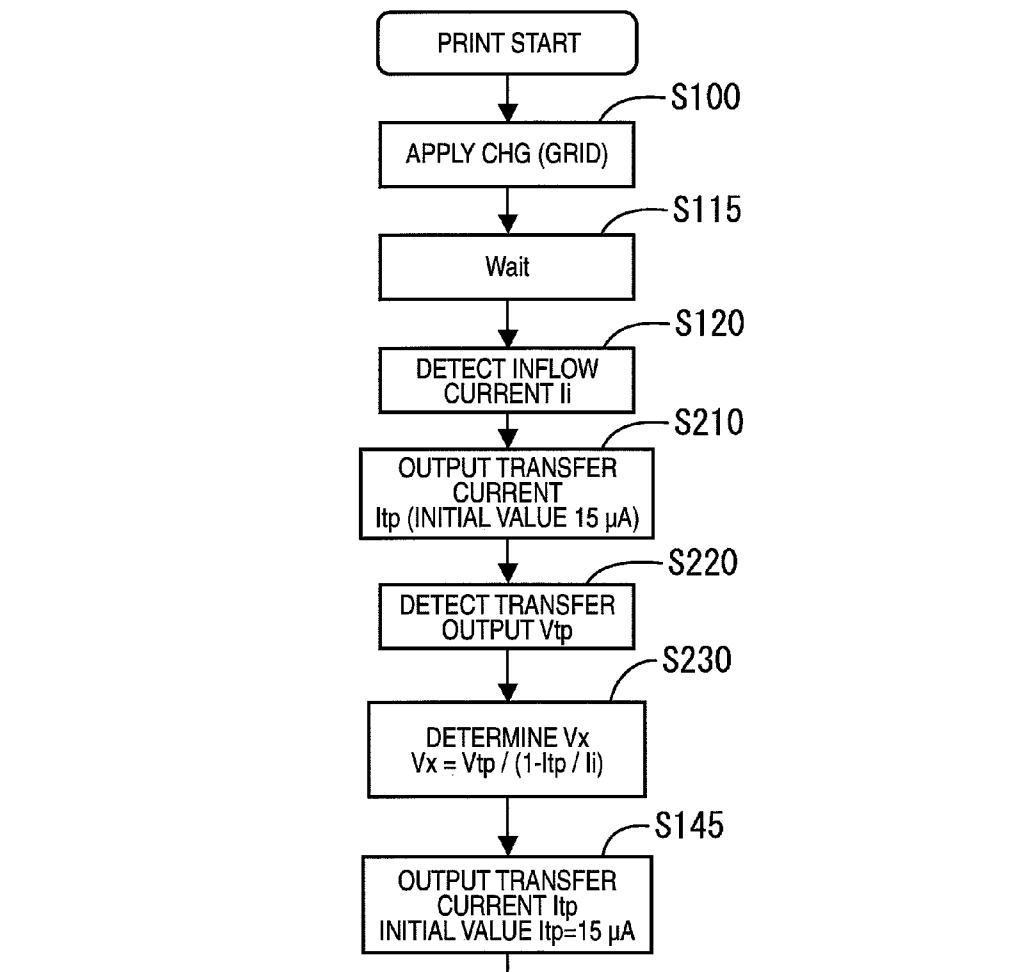 PRINT START
S100
APPLY CHG (GRID)
S115
Wait
S120
DETECT INFLOW
CURRENT Ii
S210
OUTPUT TRANSFER
CURRENT
Itp (INITIAL VALUE 15 µA)
S220
DETECT TRANSFER
OUTPUT Vtp
S230
DETERMINE Vx
Vx = Vtp / (1-Itp / Ii)
S145
OUTPUT TRANSFER
CURRENT Itp
INITIAL VALUE Itp=15 µA